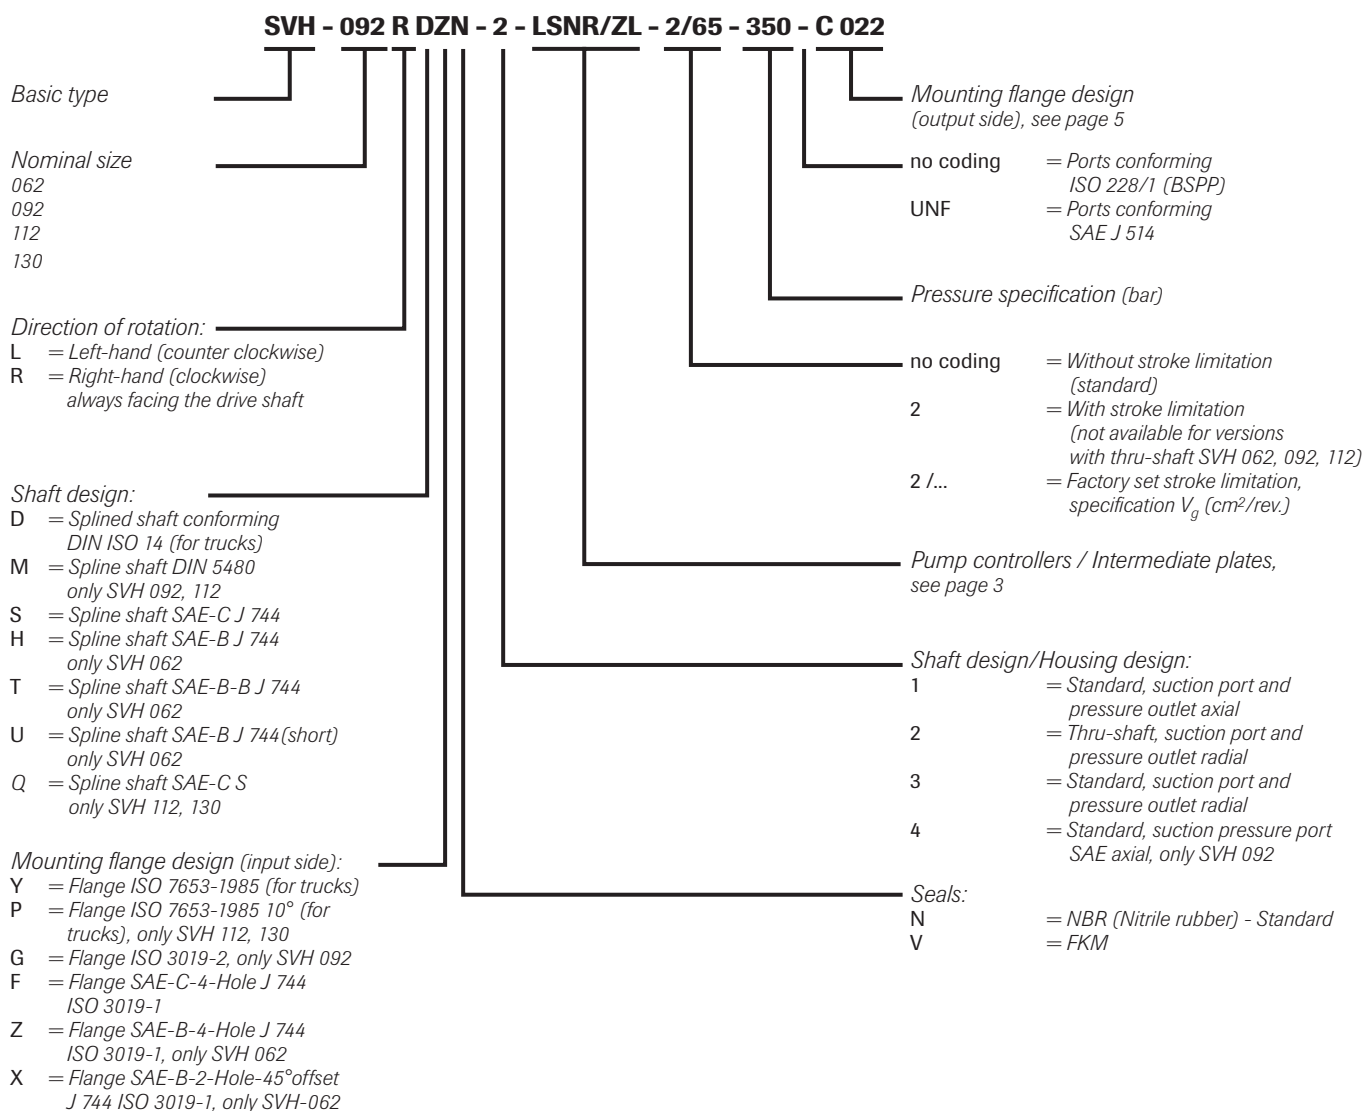 SVH - 092 R DZN - 2 - LSNR/ZL - 2/65 - 350 - C 022
Basic type
Nominal size
062
092
112
130
Direction of rotation:
L = Left-hand (counter clockwise)
R = Right-hand (clockwise)
always facing the drive shaft
Shaft design:
D = Splined shaft conforming
DIN ISO 14 (for trucks)
M = Spline shaft DIN 5480
only SVH 092, 112
S = Spline shaft SAE-C J 744
H = Spline shaft SAE-B J 744
only SVH 062
T = Spline shaft SAE-B-B J 744
only SVH 062
U = Spline shaft SAE-B J 744(short)
only SVH 062
Q = Spline shaft SAE-C S
only SVH 112, 130
Mounting flange design (input side):
Y = Flange ISO 7653-1985 (for trucks)
P = Flange ISO 7653-1985 10° (for
trucks), only SVH 112, 130
G = Flange ISO 3019-2, only SVH 092
F = Flange SAE-C-4-Hole J 744
ISO 3019-1
Z = Flange SAE-B-4-Hole J 744
ISO 3019-1, only SVH 062
X = Flange SAE-B-2-Hole-45°offset
J 744 ISO 3019-1, only SVH-062
Mounting flange design
(output side), see page 5
no coding = Ports conforming
ISO 228/1 (BSPP)
UNF = Ports conforming
SAE J 514
Pressure specification (bar)
no coding = Without stroke limitation
(standard)
2 = With stroke limitation
(not available for versions
with thru-shaft SVH 062, 092, 112)
2 /... = Factory set stroke limitation,
specification Vg (cm²/rev.)
Pump controllers / Intermediate plates,
see page 3
Shaft design/Housing design:
1 = Standard, suction port and
pressure outlet axial
2 = Thru-shaft, suction port and
pressure outlet radial
3 = Standard, suction port and
pressure outlet radial
4 = Standard, suction pressure port
SAE axial, only SVH 092
Seals:
N = NBR (Nitrile rubber) - Standard
V = FKM